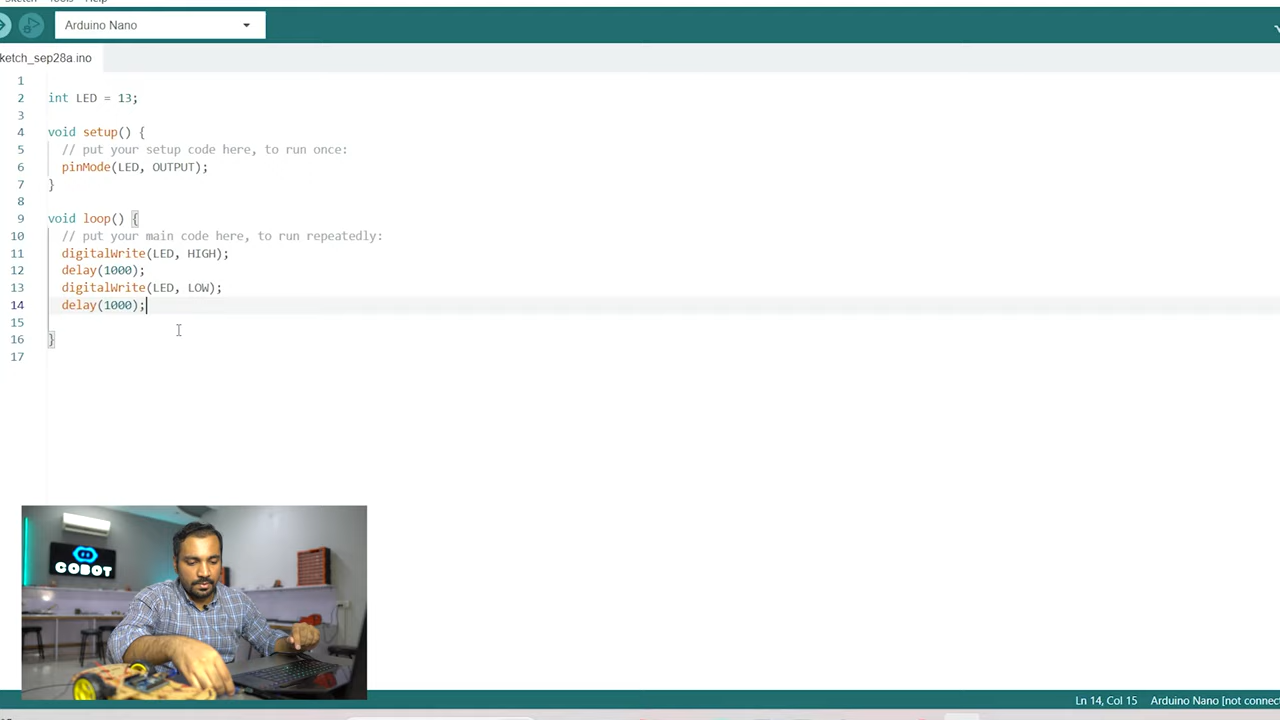 Arduino Nano
ketch_sep28a.ino
1
2 int LED = 13;
3
4 void setup() {
5 // put your setup code here, to run once:
6 pinMode(LED, OUTPUT);
7 }
8
9 void loop() {
10 // put your main code here, to run repeatedly:
11 digitalWrite(LED, HIGH);
12 delay(1000);
13 digitalWrite(LED, LOW);
14 delay(1000);
15
16 }
17
COBOT
Ln 14, Col 15 Arduino Nano [not connec